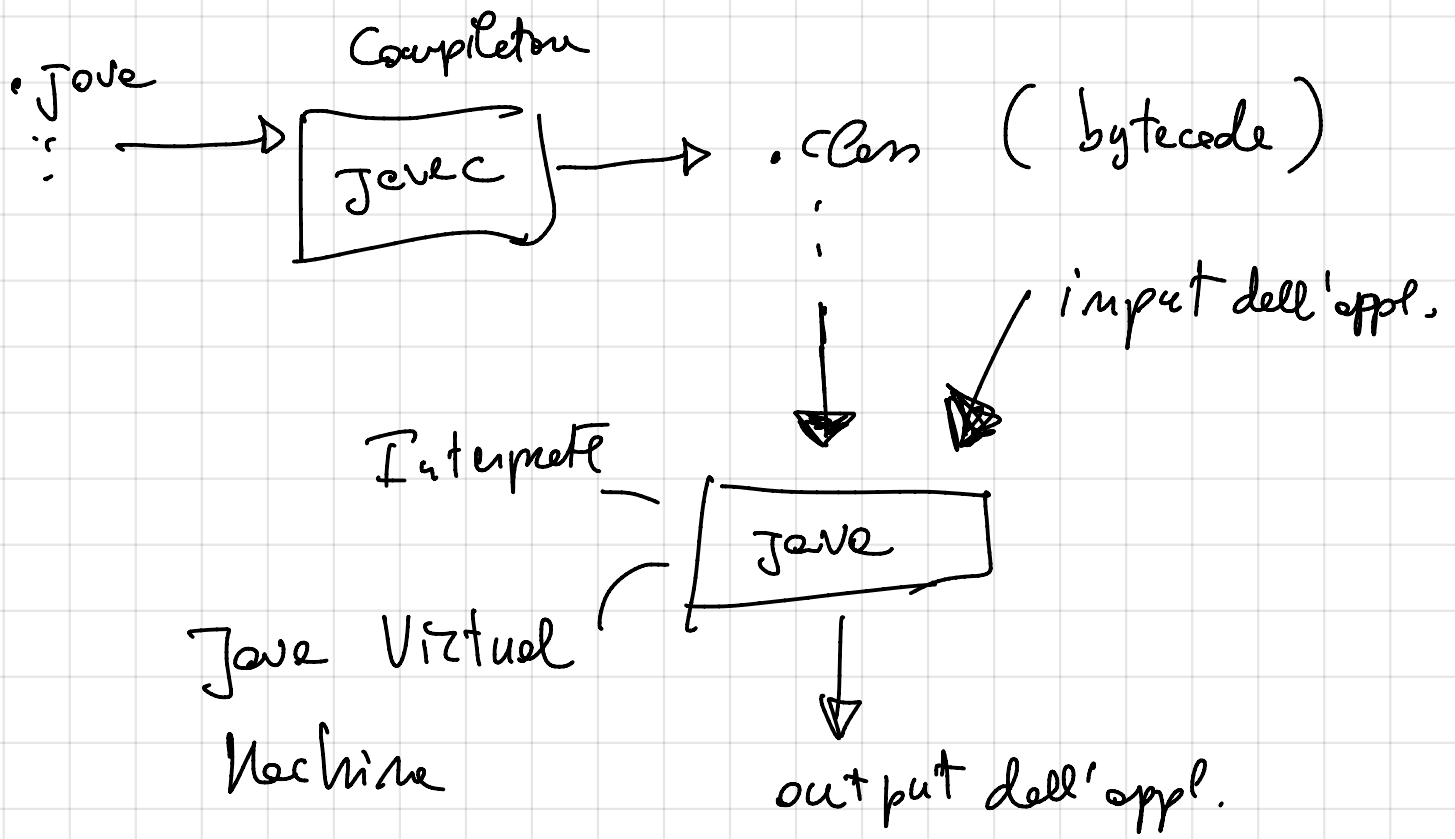 Compilatore
.java
javac
.class (bytecode)
input dell'appl.
Interprete
java
Java Virtual
Machine
output dell'appl.